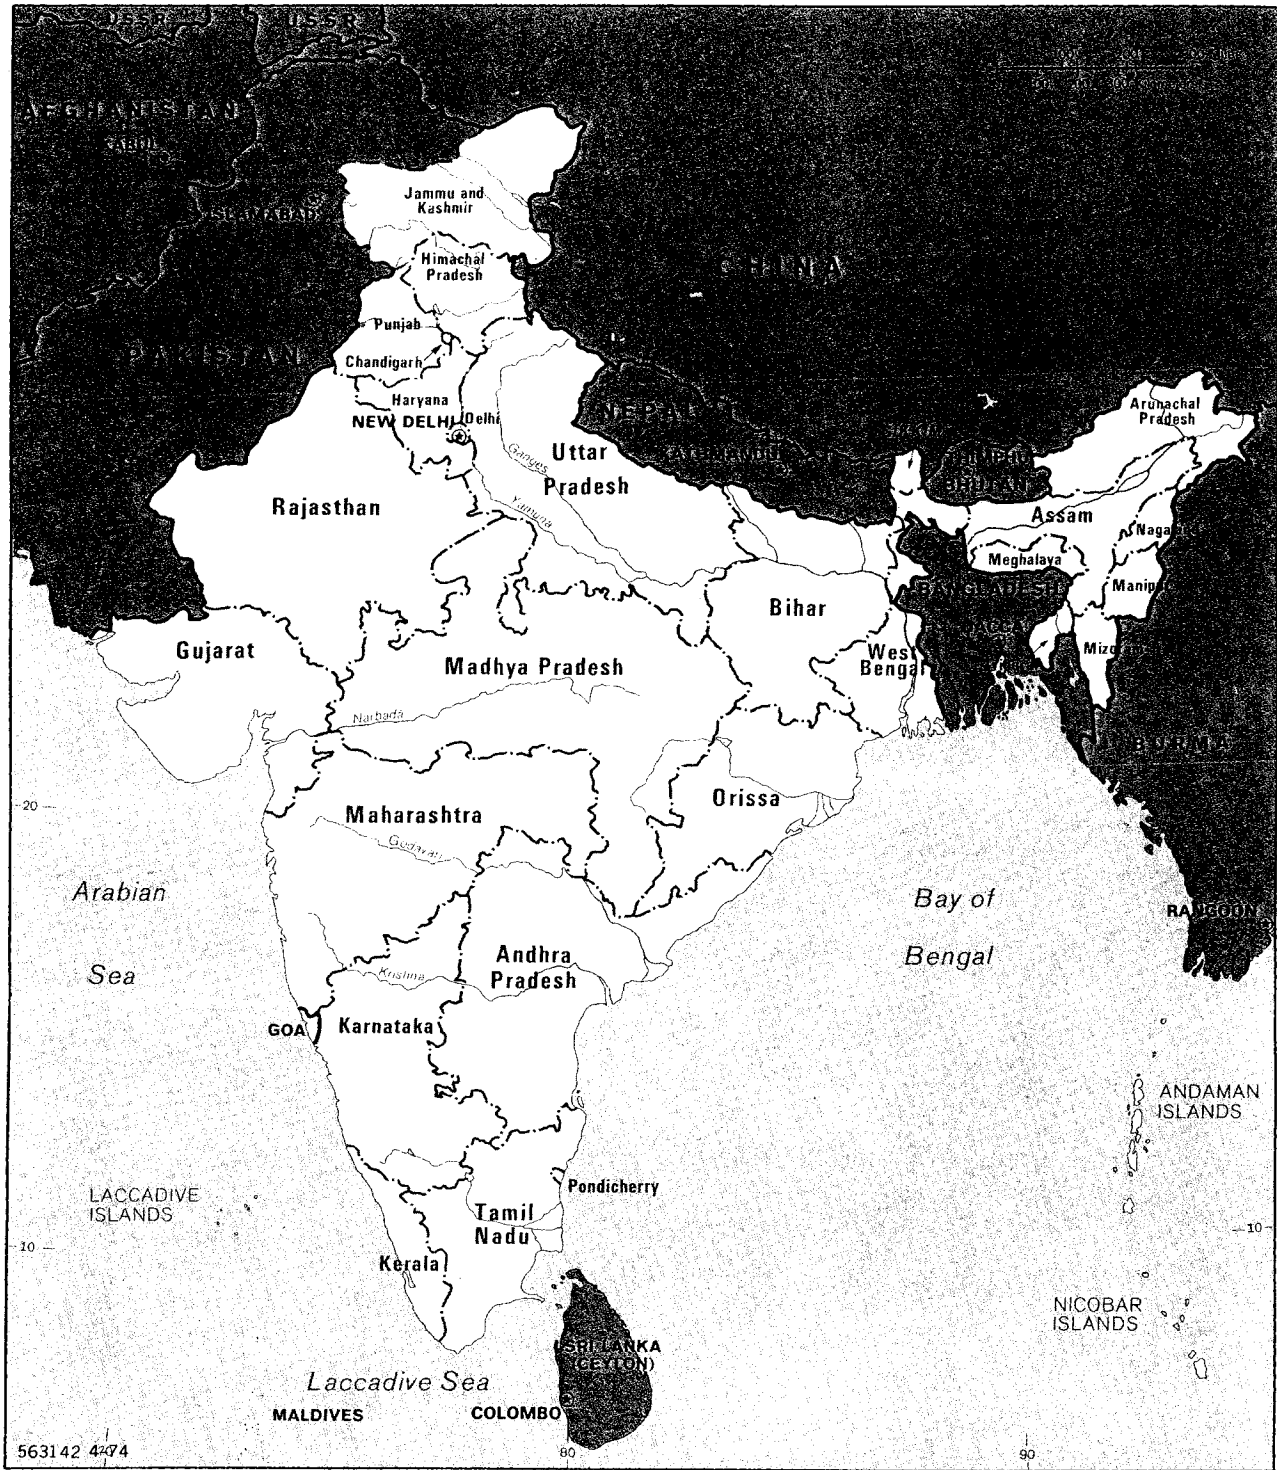 USSR
USSR
AFGHANISTAN
KABUL
ISLAMABAD
Jammu and
Kashmir
Himachal
Pradesh
CHINA
Punjab
PAKISTAN
Chandigarh
Haryana
NEW DELHI
Delhi
NEPAL
Arunachal
Pradesh
Uttar
Pradesh
Ganges
Yamuna
BHUTAN
Rajasthan
Assam
Meghalaya
BANGLADESH
Bihar
DACCA
Gujarat
West
Bengal
Madhya Pradesh
Narbada
BURMA
20
Maharashtra
Orissa
Godavari
Arabian
Sea
Bay of
Bengal
RANGOON
Andhra
Pradesh
Krishna
GOA
Karnataka
ANDAMAN
ISLANDS
LACCADIVE
ISLANDS
Pondicherry
Tamil
Nadu
10
10
Kerala
NICOBAR
ISLANDS
SRI LANKA
(CEYLON)
Laccadive Sea
MALDIVES
COLOMBO
563142 4-74
80
90